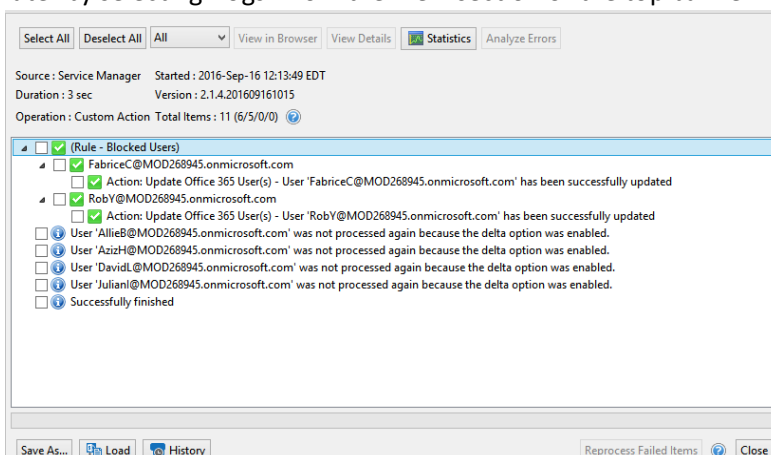 Select All Deselect All All View in Browser View Details Statistics Analyze Errors
Source : Service Manager Started : 2016-Sep-16 12:13:49 EDT
Duration : 3 sec Version : 2.1.4.201609161015
Operation : Custom Action Total Items : 11 (6/5/0/0)
(Rule - Blocked Users)
FabriceC@MOD268945.onmicrosoft.com
Action: Update Office 365 User(s) - User 'FabriceC@MOD268945.onmicrosoft.com' has been successfully updated
RobY@MOD268945.onmicrosoft.com
Action: Update Office 365 User(s) - User 'RobY@MOD268945.onmicrosoft.com' has been successfully updated
User 'AllieB@MOD268945.onmicrosoft.com' was not processed again because the delta option was enabled.
User 'AzizH@MOD268945.onmicrosoft.com' was not processed again because the delta option was enabled.
User 'DavidL@MOD268945.onmicrosoft.com' was not processed again because the delta option was enabled.
User 'JulianI@MOD268945.onmicrosoft.com' was not processed again because the delta option was enabled.
Successfully finished
Save As... Load History Reprocess Failed Items Close